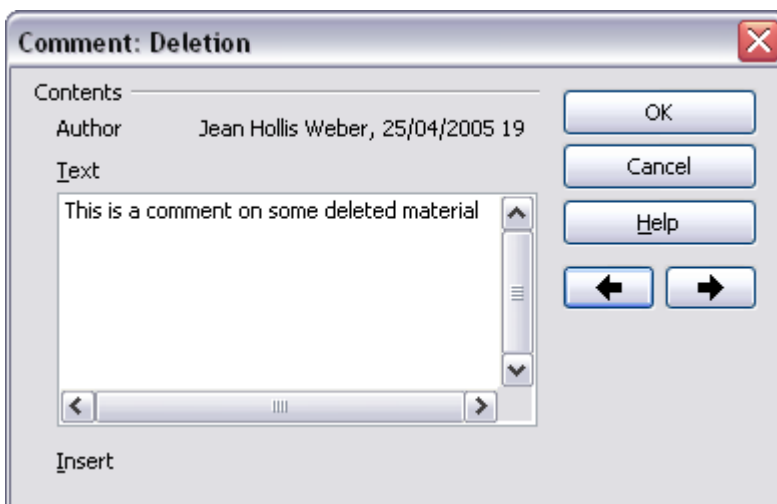 Comment: Deletion
Contents
Author Jean Hollis Weber, 25/04/2005 19
Text
This is a comment on some deleted material
Insert
OK
Cancel
Help